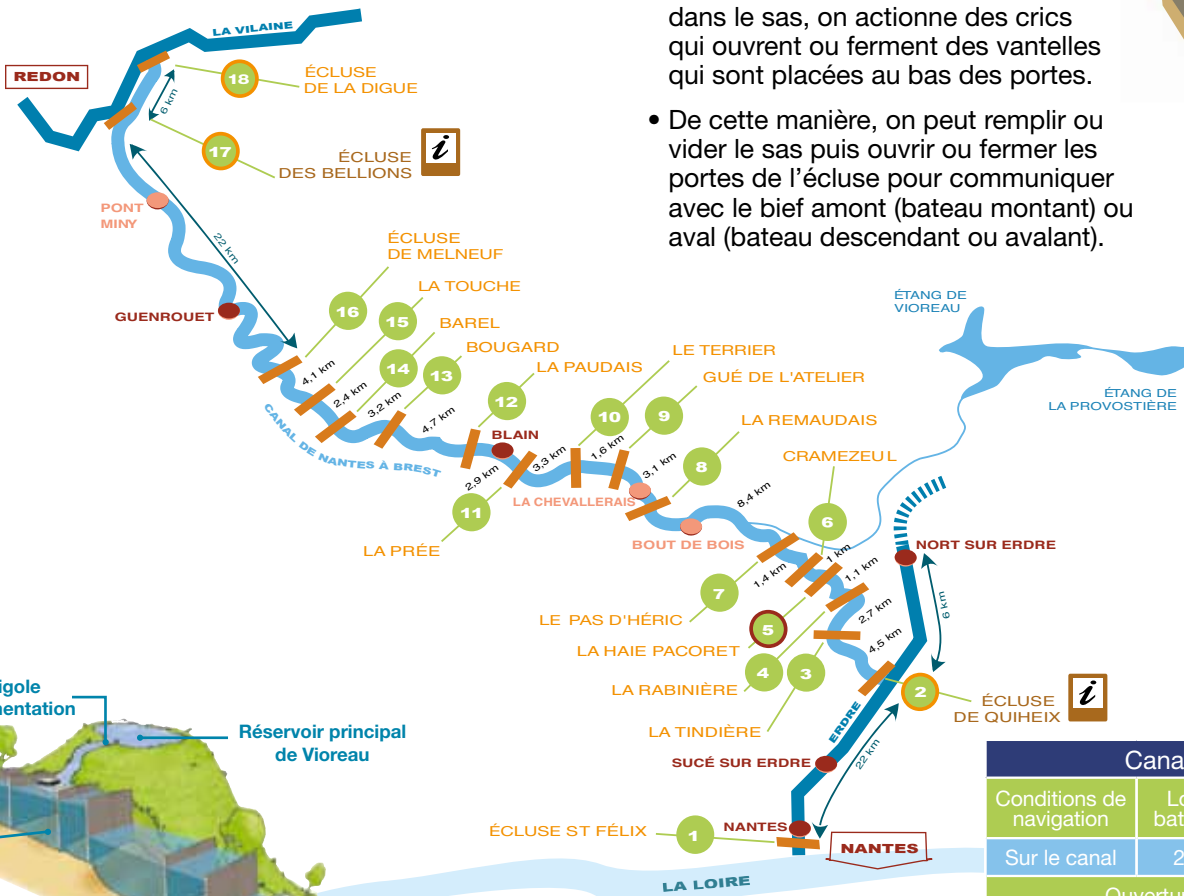 dans le sas, on actionne des crics
qui ouvrent ou ferment des vantelles
qui sont placées au bas des portes.
• De cette manière, on peut remplir ou
vider le sas puis ouvrir ou fermer les
portes de l'écluse pour communiquer
avec le bief amont (bateau montant) ou
aval (bateau descendant ou avalant).
LA VILAINE
REDON
18
ÉCLUSE
DE LA DIGUE
6 km
17
ÉCLUSE
DES BELLIONS
i
PONT
MINY
22 km
GUENROUET
ÉCLUSE
DE MELNEUF
16
LA TOUCHE
15
BAREL
14
BOUGARD
13
LA PAUDAIS
12
4,1 km
2,4 km
3,2 km
4,7 km
CANAL DE NANTES À BREST
BLAIN
2,9 km
11
LA PRÉE
3,3 km
LE TERRIER
10
GUÉ DE L'ATELIER
9
1,6 km
LA CHEVALLERAIS
3,1 km
LA REMAUDAIS
8
BOUT DE BOIS
8,4 km
CRAMEZEUL
6
ÉTANG DE
VIOREAU
ÉTANG DE
LA PROVOSTIÈRE
NORT SUR ERDRE
6 km
1,4 km
1 km
1,1 km
2,7 km
4,5 km
7
LE PAS D'HÉRIC
5
LA HAIE PACORET
4
LA RABINIÈRE
3
LA TINDIÈRE
2
ÉCLUSE
DE QUIHEIX
i
ERDRE
22 km
SUCÉ SUR ERDRE
ÉCLUSE ST FÉLIX
1
NANTES
NANTES
LA LOIRE
igole
mentation
Réservoir principal
de Vioreau
Cana
Conditions de
navigation
Lo
bat
Sur le canal
2
Ouvertur